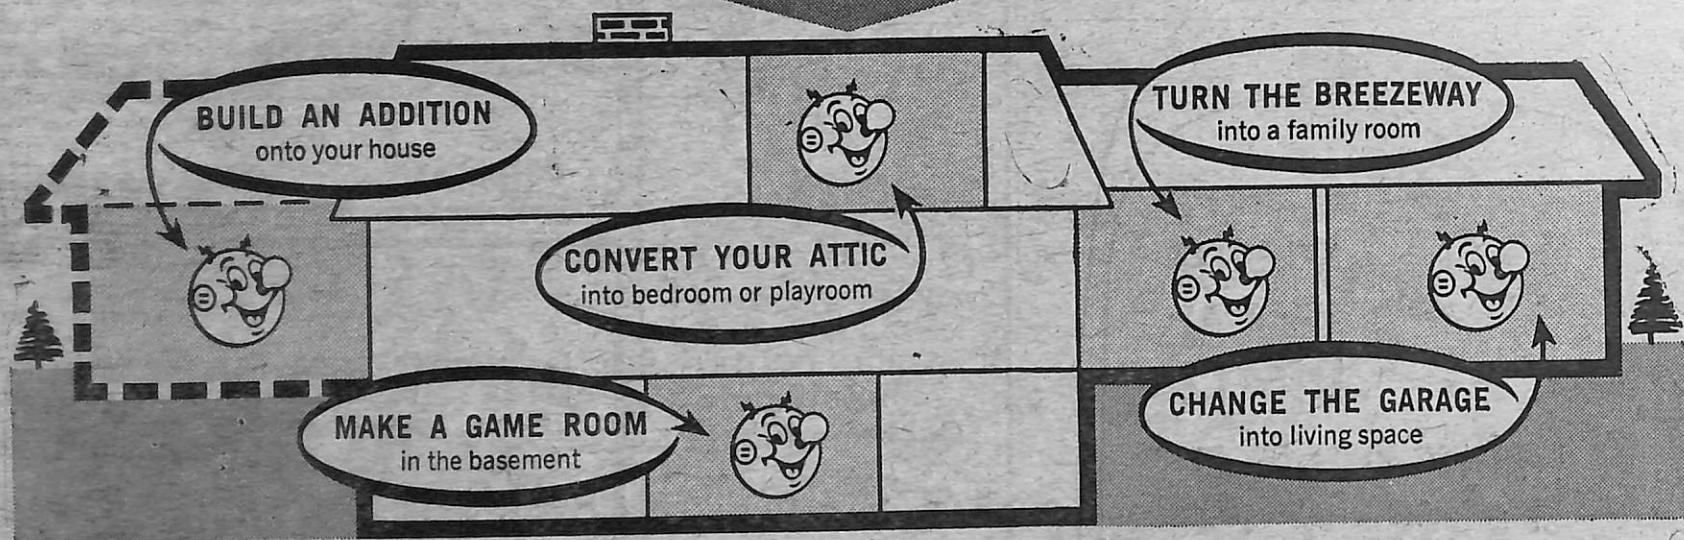 BUILD AN ADDITION
onto your house
TURN THE BREEZEWAY
into a family room
CONVERT YOUR ATTIC
into bedroom or playroom
MAKE A GAME ROOM
in the basement
CHANGE THE GARAGE
into living space